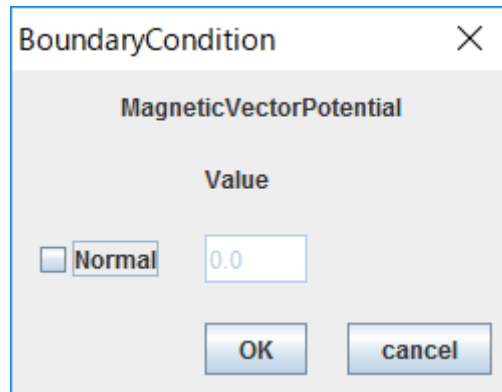 BoundaryCondition
MagneticVectorPotential
Value
Normal 0.0
OK cancel